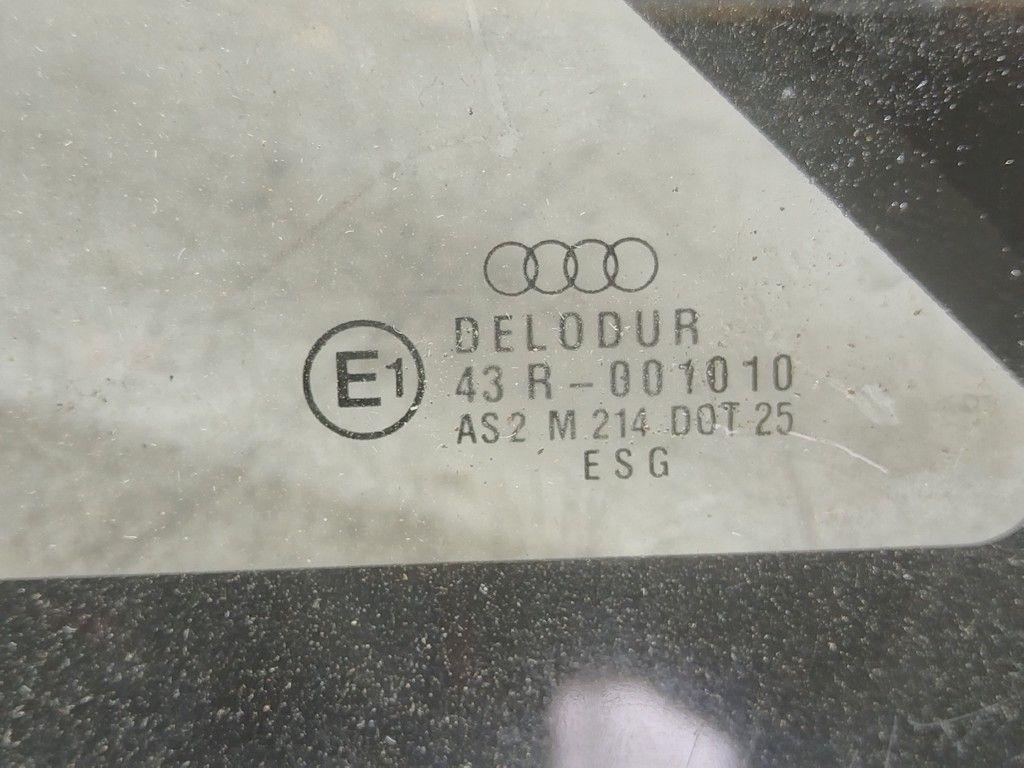 DELODUR
E1 43 R-001010
AS2 M 214 DOT 25
ESG